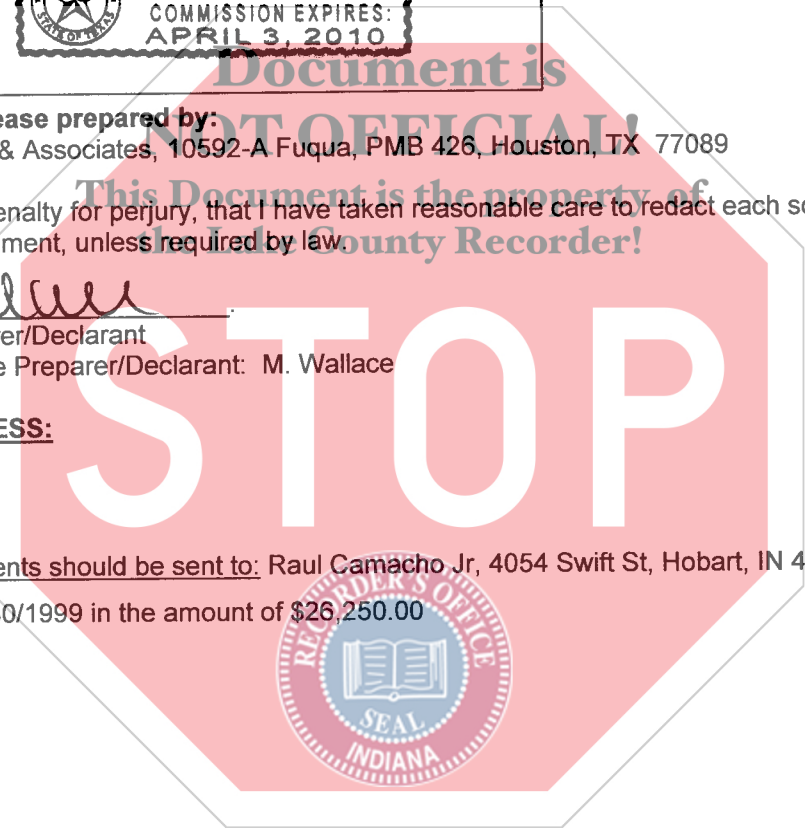 STATE OF TEXAS
COMMISSION EXPIRES:
APRIL 3, 2010
Document is
NOT OFFICIAL!
This Document is the property of
the Lake County Recorder!
ease prepared by:
& Associates, 10592-A Fuqua, PMB 426, Houston, TX 77089
enalty for perjury, that I have taken reasonable care to redact each so
ment, unless required by law.
er/Declarant
e Preparer/Declarant: M. Wallace
STOP
ESS:
ents should be sent to: Raul Camacho Jr, 4054 Swift St, Hobart, IN 4
0/1999 in the amount of $26,250.00
RECORDER'S OFFICE
SEAL
INDIANA